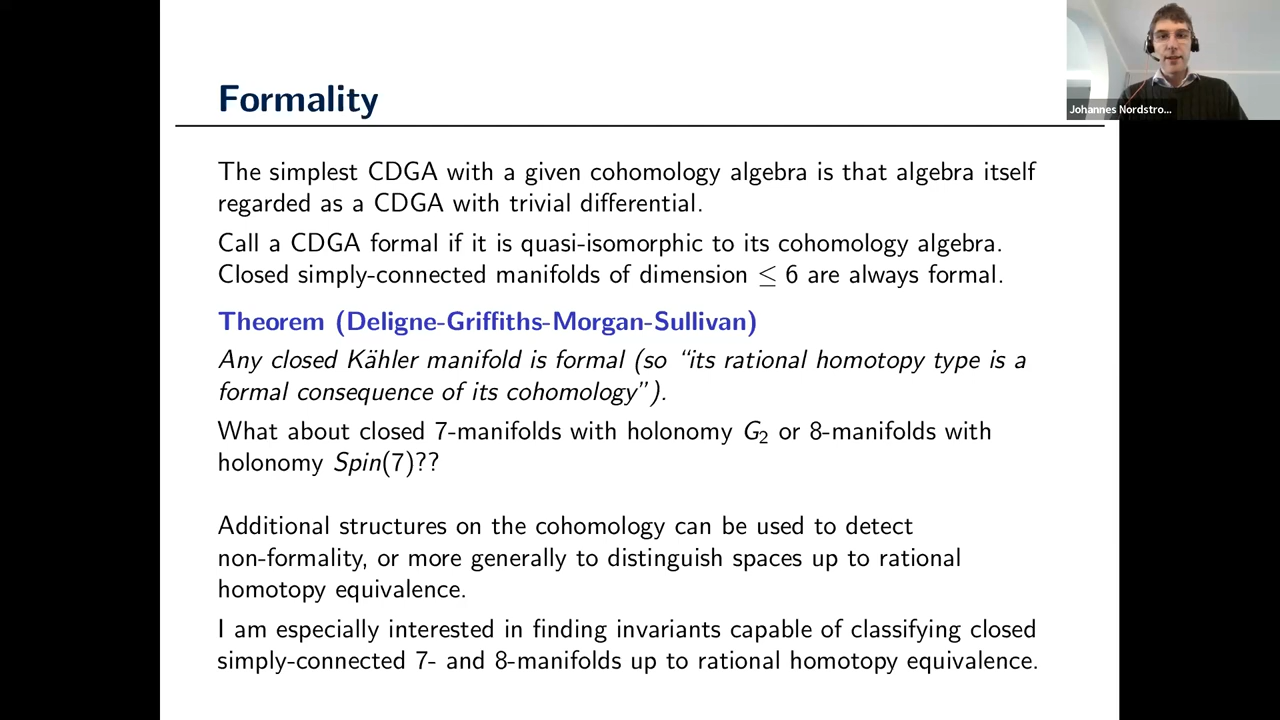 Formality
Johannes Nordstro...
The simplest CDGA with a given cohomology algebra is that algebra itself
regarded as a CDGA with trivial differential.
Call a CDGA formal if it is quasi-isomorphic to its cohomology algebra.
Closed simply-connected manifolds of dimension ≤ 6 are always formal.
Theorem (Deligne-Griffiths-Morgan-Sullivan)
Any closed Kähler manifold is formal (so “its rational homotopy type is a
formal consequence of its cohomology”).
What about closed 7-manifolds with holonomy G₂ or 8-manifolds with
holonomy Spin(7)??
Additional structures on the cohomology can be used to detect
non-formality, or more generally to distinguish spaces up to rational
homotopy equivalence.
I am especially interested in finding invariants capable of classifying closed
simply-connected 7- and 8-manifolds up to rational homotopy equivalence.